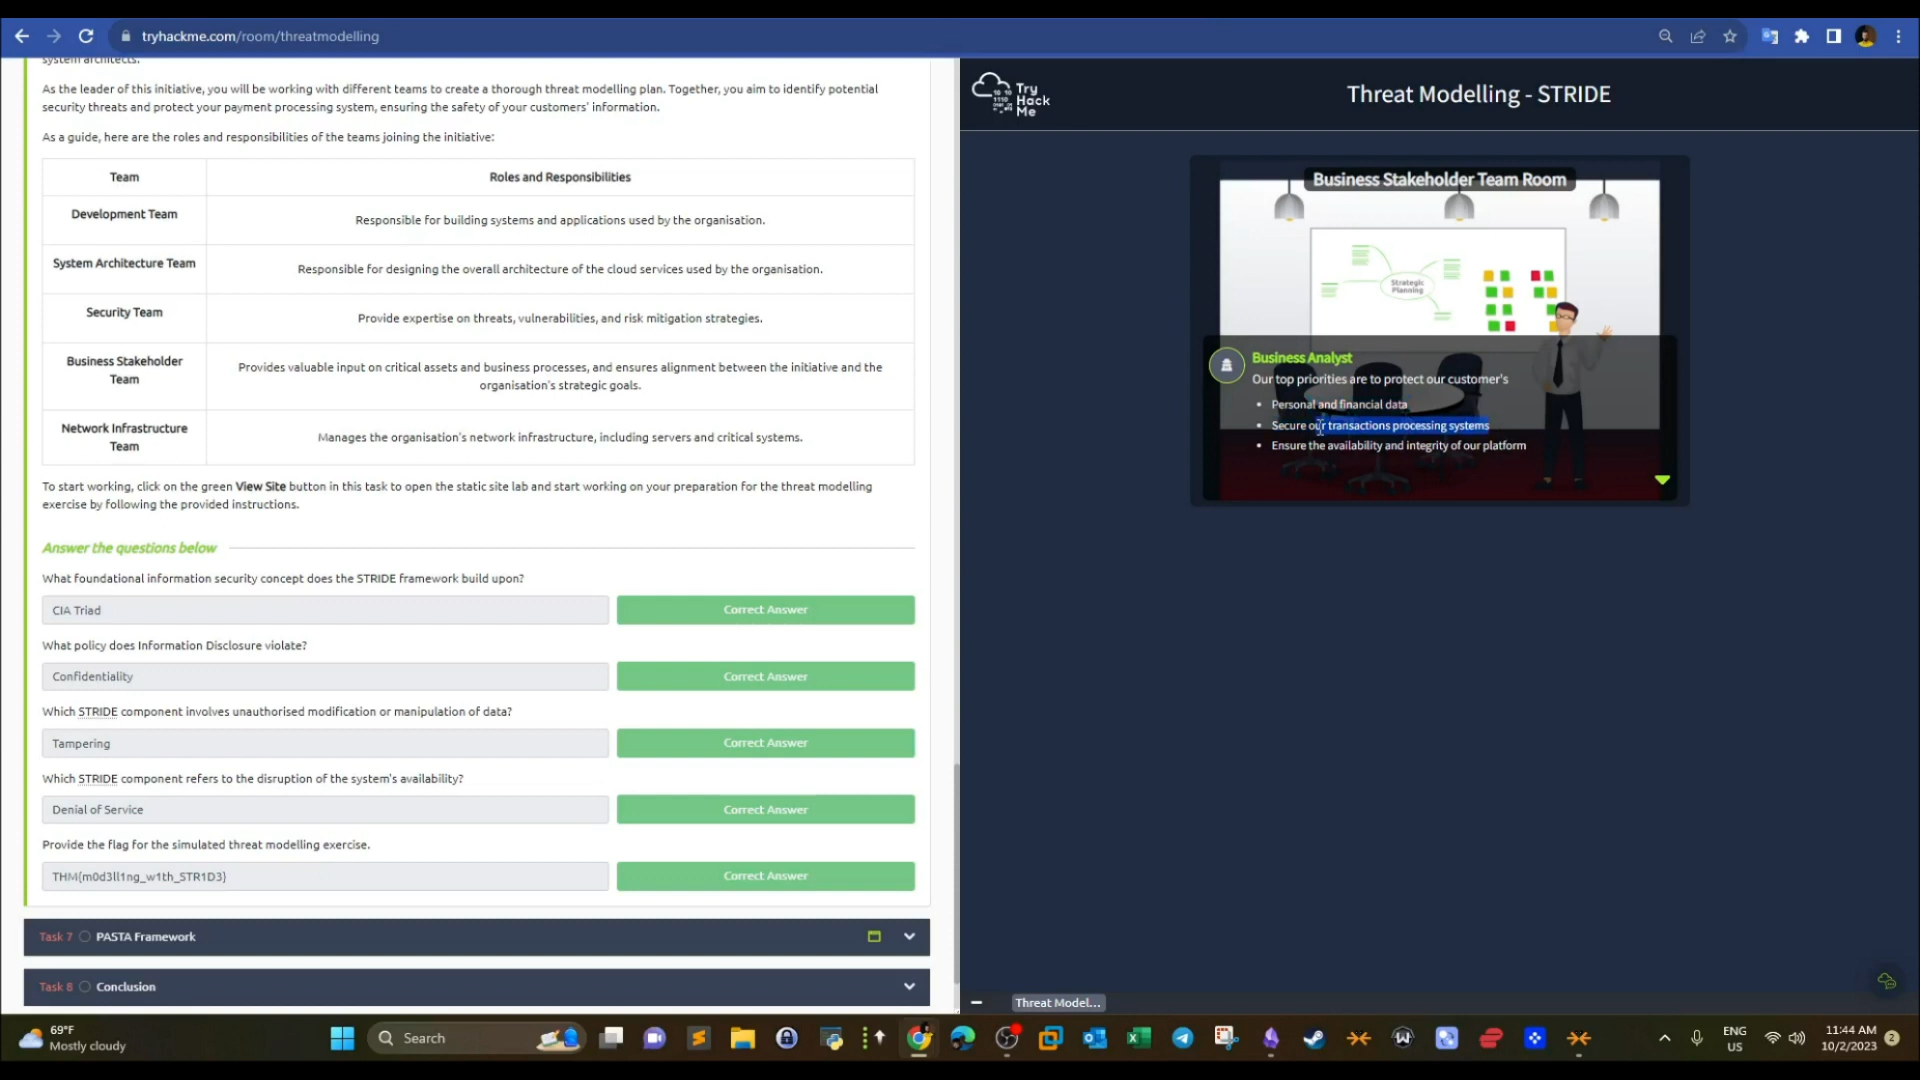 tryhackme.com/room/threatmodelling
system architects.
As the leader of this initiative, you will be working with different teams to create a thorough threat modelling plan. Together, you aim to identify potential
security threats and protect your payment processing system, ensuring the safety of your customers' information.
As a guide, here are the roles and responsibilities of the teams joining the initiative:
Team
Roles and Responsibilities
Development Team
Responsible for building systems and applications used by the organisation.
System Architecture Team
Responsible for designing the overall architecture of the cloud services used by the organisation.
Security Team
Provide expertise on threats, vulnerabilities, and risk mitigation strategies.
Business Stakeholder
Team
Provides valuable input on critical assets and business processes, and ensures alignment between the initiative and the
organisation's strategic goals.
Network Infrastructure
Team
Manages the organisation's network infrastructure, including servers and critical systems.
To start working, click on the green View Site button in this task to open the static site lab and start working on your preparation for the threat modelling
exercise by following the provided instructions.
Answer the questions below
What foundational information security concept does the STRIDE framework build upon?
CIA Triad
Correct Answer
What policy does Information Disclosure violate?
Confidentiality
Correct Answer
Which STRIDE component involves unauthorised modification or manipulation of data?
Tampering
Correct Answer
Which STRIDE component refers to the disruption of the system's availability?
Denial of Service
Correct Answer
Provide the flag for the simulated threat modelling exercise.
THM{m0d3ll1ng_w1th_STR1D3}
Correct Answer
Task 7 PASTA Framework
Task 8 Conclusion
Try
Hack
Me
Threat Modelling - STRIDE
Business Stakeholder Team Room
Strategic
Planning
Business Analyst
Our top priorities are to protect our customer's
• Personal and financial data
• Secure our transactions processing systems
• Ensure the availability and integrity of our platform
Threat Model...
69°F
Mostly cloudy
Search
ENG
US
11:44 AM
10/2/2023
2